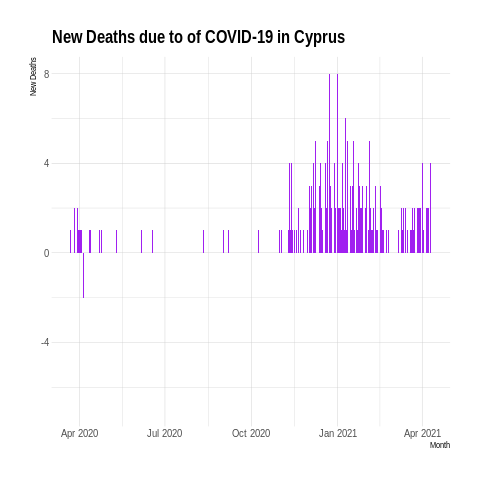 New Deaths due to of COVID-19 in Cyprus
New Deaths
8
4
0
-4
Apr 2020 Jul 2020 Oct 2020 Jan 2021 Apr 2021
Month